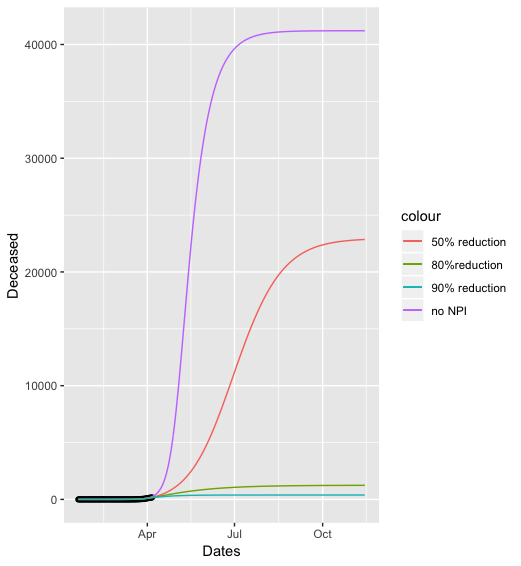 40000
30000
20000
10000
0
Deceased
Apr
Jul
Oct
Dates
colour
50% reduction
80%reduction
90% reduction
no NPI